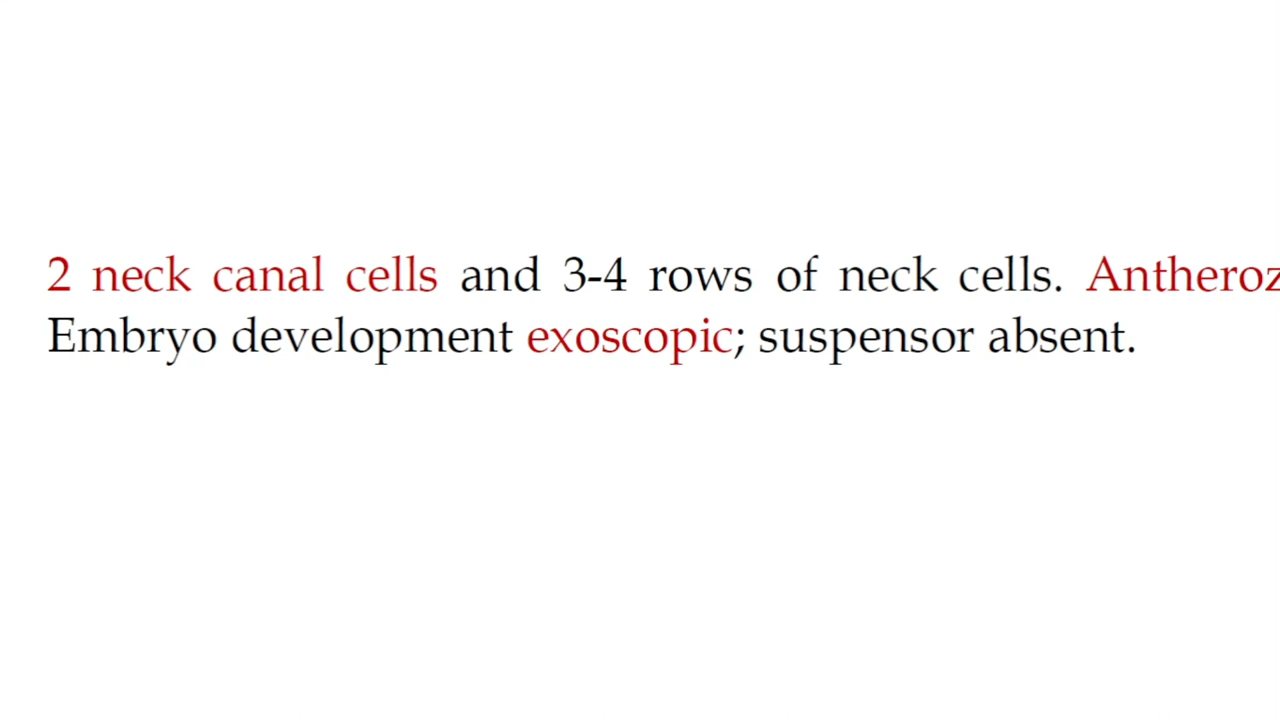 2 neck canal cells and 3-4 rows of neck cells. Antheroz
Embryo development exoscopic; suspensor absent.